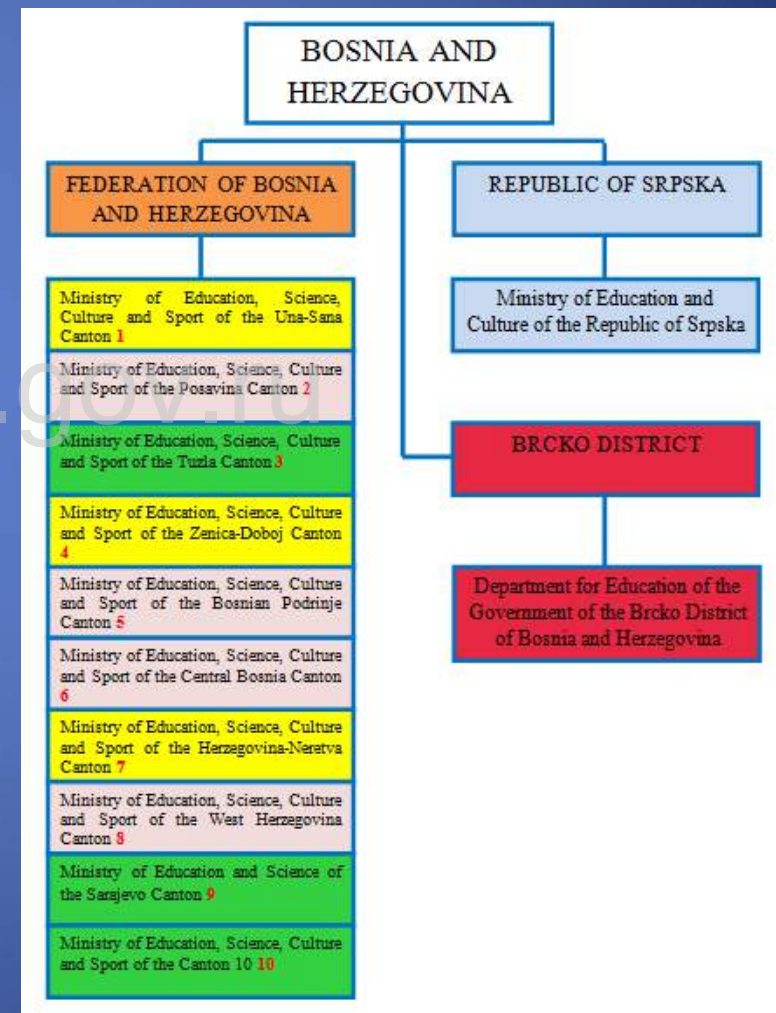 BOSNIA AND
HERZEGOVINA
FEDERATION OF BOSNIA
AND HERZEGOVINA
Ministry of Education, Science,
Culture and Sport of the Una-Sana
Canton 1
Ministry of Education, Science, Culture
and Sport of the Posavina Canton 2
Ministry of Education, Science, Culture
and Sport of the Tuzla Canton 3
Ministry of Education, Science, Culture
and Sport of the Zenica-Doboj Canton
4
Ministry of Education, Science, Culture
and Sport of the Bosnian Podrinje
Canton 5
Ministry of Education, Science, Culture
and Sport of the Central Bosnia Canton
6
Ministry of Education, Science, Culture
and Sport of the Herzegovina-Neretva
Canton 7
Ministry of Education, Science, Culture
and Sport of the West Herzegovina
Canton 8
Ministry of Education and Science of
the Sarajevo Canton 9
Ministry of Education, Science, Culture
and Sport of the Canton 10 10
REPUBLIC OF SRPSKA
Ministry of Education and
Culture of the Republic of Srpska
BRCKO DISTRICT
Department for Education of the
Government of the Brcko District
of Bosnia and Herzegovina
.gov.ru